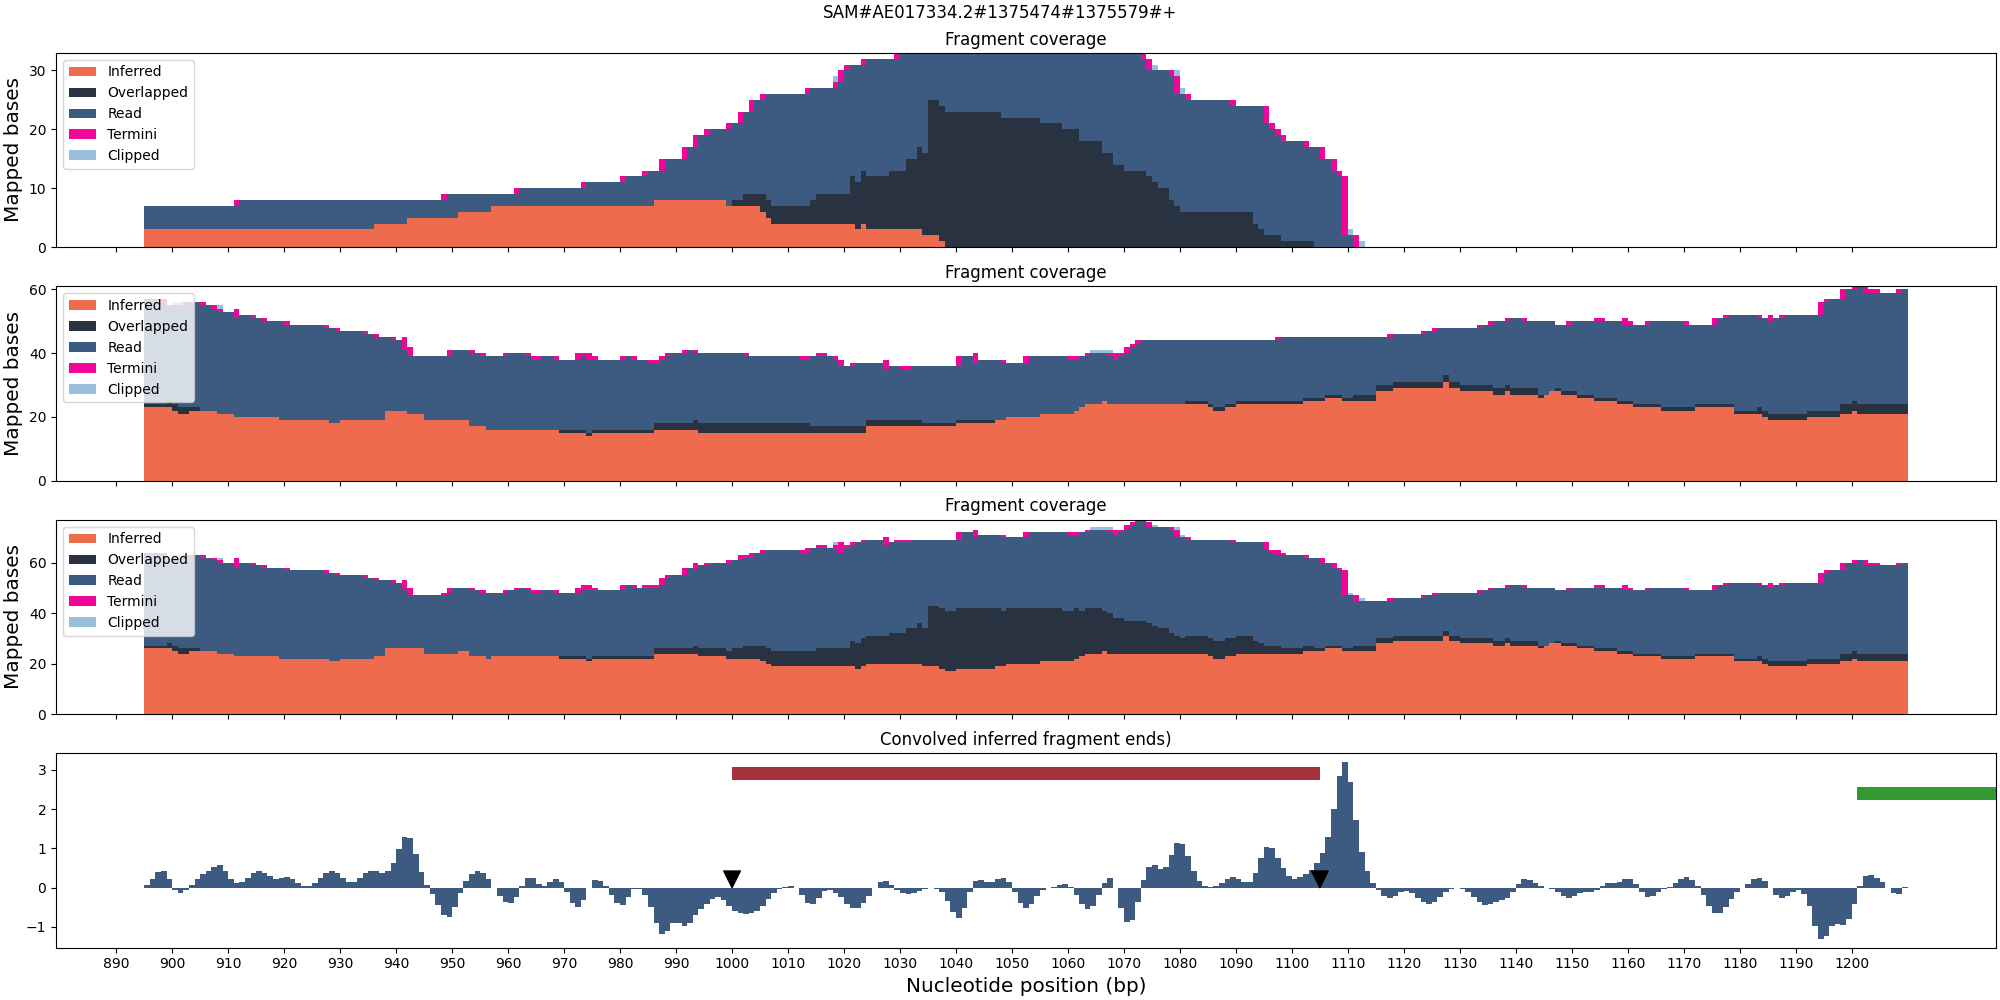 SAM#AE017334.2#1375474#1375579#+
Fragment coverage
Mapped bases
30
20
10
0
Inferred
Overlapped
Read
Termini
Clipped
Fragment coverage
Mapped bases
60
40
20
0
Inferred
Overlapped
Read
Termini
Clipped
Fragment coverage
Mapped bases
60
40
20
0
Inferred
Overlapped
Read
Termini
Clipped
Convolved inferred fragment ends)
3
2
1
0
−1
890 900 910 920 930 940 950 960 970 980 990 1000 1010 1020 1030 1040 1050 1060 1070 1080 1090 1100 1110 1120 1130 1140 1150 1160 1170 1180 1190 1200
Nucleotide position (bp)